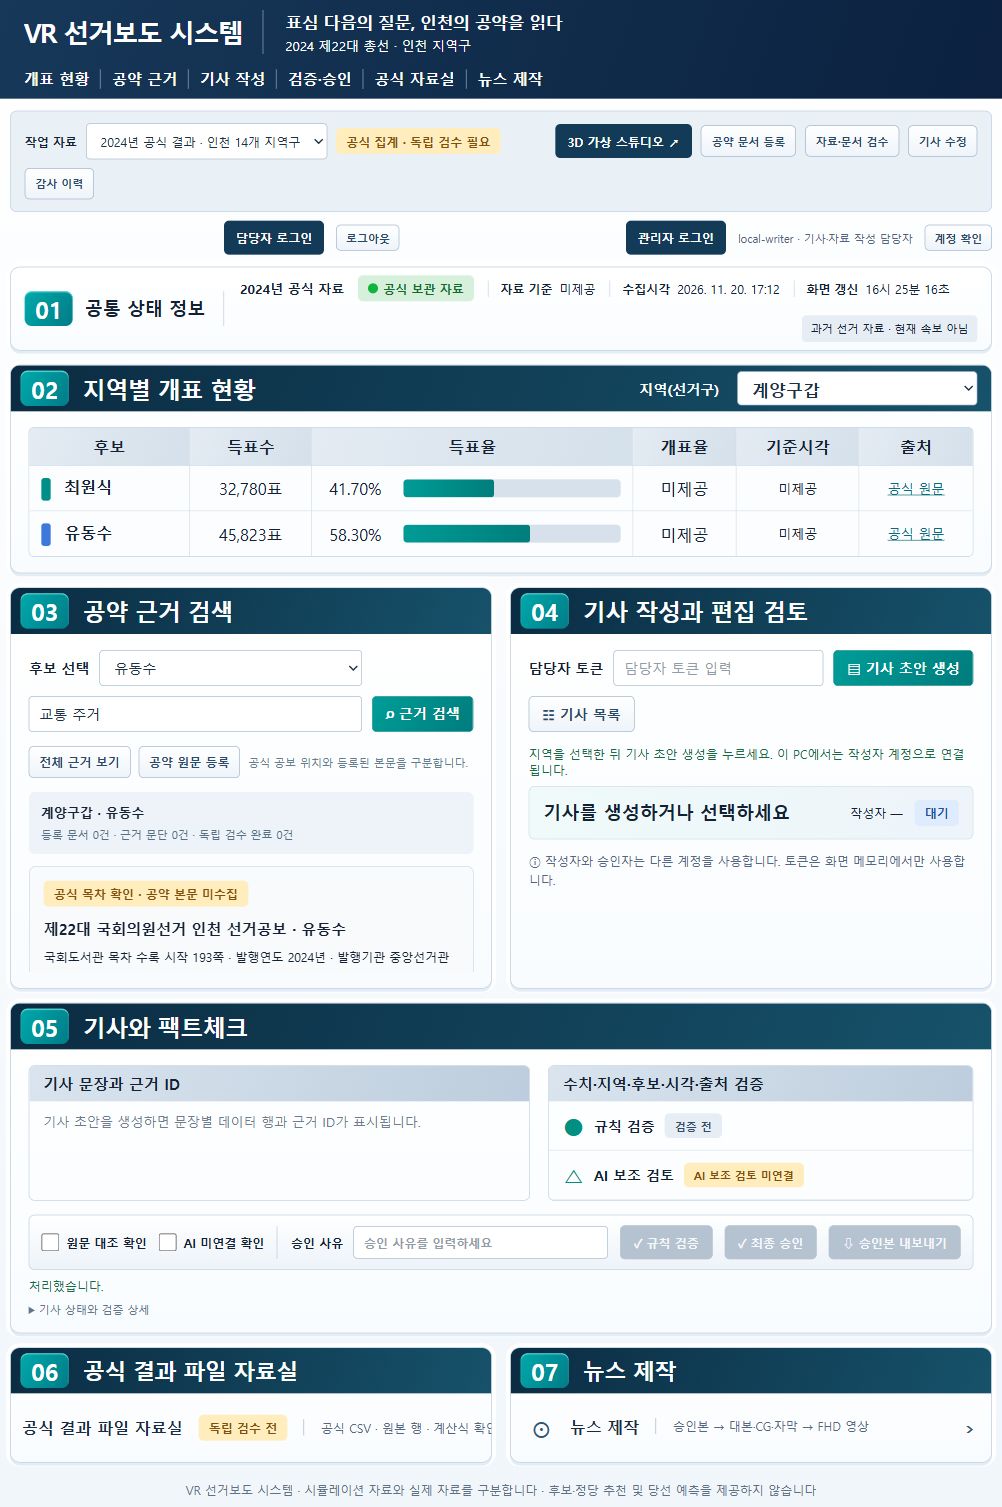 VR 선거보도 시스템
표심 다음의 질문, 인천의 공약을 읽다
2024 제22대 총선 · 인천 지역구
개표 현황 | 공약 근거 | 기사 작성 | 검증·승인 | 공식 자료실 | 뉴스 제작
작업 자료 2024년 공식 결과 · 인천 14개 지역구 공식 집계 · 독립 검수 필요 3D 가상 스튜디오 ↗ 공약 문서 등록 자료·문서 검수 기사 수정
감사 이력
담당자 로그인 로그아웃 관리자 로그인 local-writer · 기사·자료 작성 담당자 계정 확인
01 공통 상태 정보
2024년 공식 자료 ● 공식 보관 자료 자료 기준 미제공 수집시각 2026. 11. 20. 17:12 화면 갱신 16시 25분 16초
과거 선거 자료 · 현재 속보 아님
02 지역별 개표 현황 지역(선거구) 계양구갑
후보 득표수 득표율 개표율 기준시각 출처
최원식 32,780표 41.70% 미제공 미제공 공식 원문
유동수 45,823표 58.30% 미제공 미제공 공식 원문
03 공약 근거 검색
후보 선택 유동수
교통 주거 ⌕ 근거 검색
전체 근거 보기 공약 원문 등록 공식 공보 위치와 등록된 본문을 구분합니다.
계양구갑 · 유동수
등록 문서 0건 · 근거 문단 0건 · 독립 검수 완료 0건
공식 목차 확인 · 공약 본문 미수집
제22대 국회의원선거 인천 선거공보 · 유동수
국회도서관 목차 수록 시작 193쪽 · 발행연도 2024년 · 발행기관 중앙선거관
04 기사 작성과 편집 검토
담당자 토큰 담당자 토큰 입력 ▤ 기사 초안 생성
☷ 기사 목록
지역을 선택한 뒤 기사 초안 생성을 누르세요. 이 PC에서는 작성자 계정으로 연결
됩니다.
기사를 생성하거나 선택하세요 작성자 — 대기
ⓘ 작성자와 승인자는 다른 계정을 사용합니다. 토큰은 화면 메모리에서만 사용합
니다.
05 기사와 팩트체크
기사 문장과 근거 ID
기사 초안을 생성하면 문장별 데이터 행과 근거 ID가 표시됩니다.
수치·지역·후보·시각·출처 검증
규칙 검증 검증 전
AI 보조 검토 AI 보조 검토 미연결
원문 대조 확인 AI 미연결 확인 승인 사유 승인 사유를 입력하세요 ✓ 규칙 검증 ✓ 최종 승인 ⇩ 승인본 내보내기
처리했습니다.
▶ 기사 상태와 검증 상세
06 공식 결과 파일 자료실
공식 결과 파일 자료실 독립 검수 전 공식 CSV · 원본 행 · 계산식 확인
07 뉴스 제작
뉴스 제작 승인본 → 대본·CG·자막 → FHD 영상 ›
VR 선거보도 시스템 · 시뮬레이션 자료와 실제 자료를 구분합니다 · 후보·정당 추천 및 당선 예측을 제공하지 않습니다